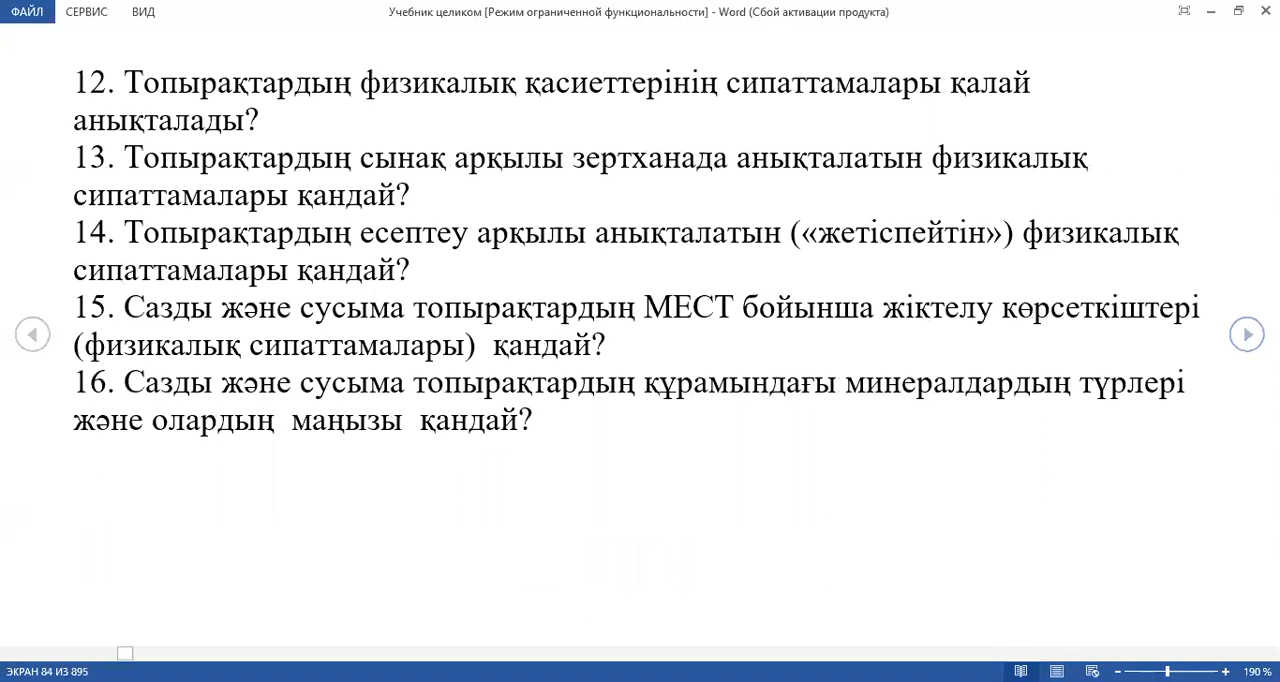 ФАЙЛ СЕРВИС ВИД Учебник целиком [Режим ограниченной функциональности] - Word (Сбой активации продукта)
12. Топырақтардың физикалық қасиеттерінің сипаттамалары қалай
анықталады?
13. Топырақтардың сынақ арқылы зертханада анықталатын физикалық
сипаттамалары қандай?
14. Топырақтардың есептеу арқылы анықталатын («жетіспейтін») физикалық
сипаттамалары қандай?
15. Сазды және сусыма топырақтардың МЕСТ бойынша жіктелу көрсеткіштері
(физикалық сипаттамалары)  қандай?
16. Сазды және сусыма топырақтардың құрамындағы минералдардың түрлері
және олардың  маңызы  қандай?
ЭКРАН 84 ИЗ 895 190 %